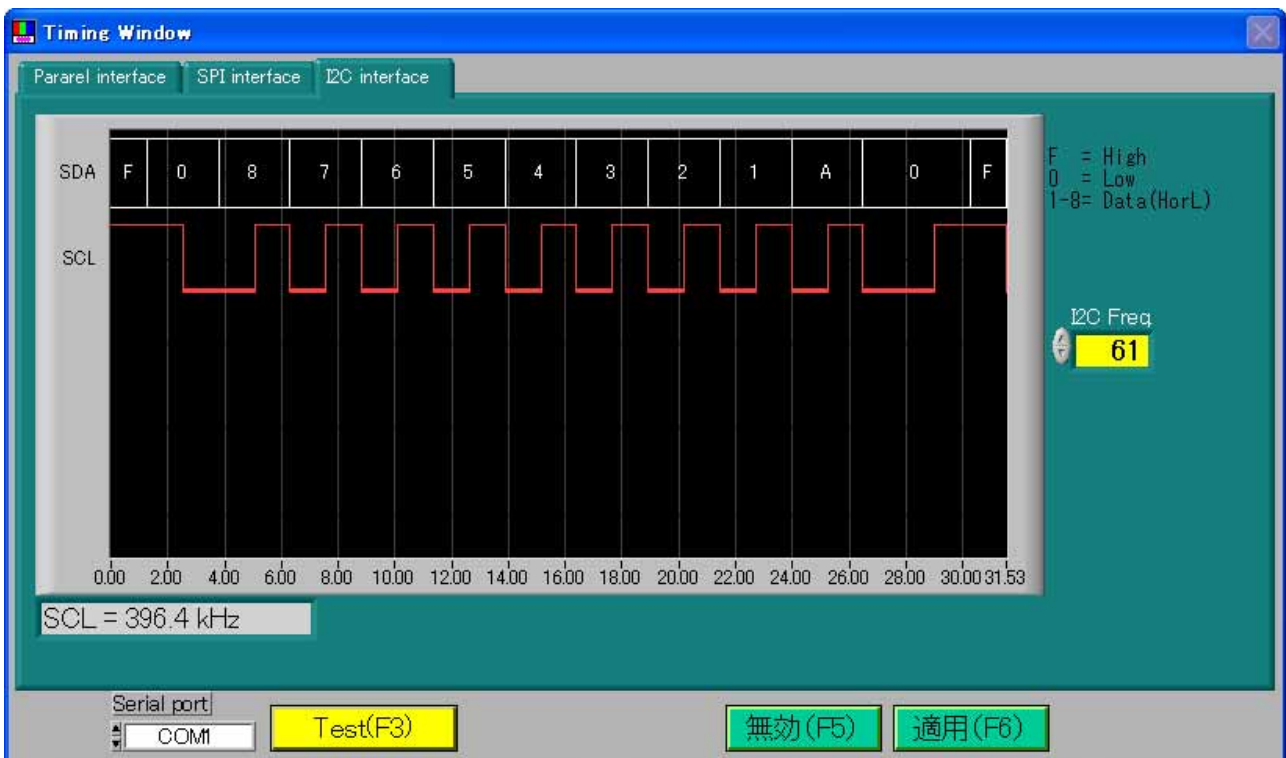 Timing Window
Pararel interface SPI interface I2C interface
SDA F 0 8 7 6 5 4 3 2 1 A 0 F
F = High
0 = Low
1-8= Data(HorL)
SCL
I2C Freq
61
0.00 2.00 4.00 6.00 8.00 10.00 12.00 14.00 16.00 18.00 20.00 22.00 24.00 26.00 28.00 30.00 31.53
SCL = 396.4 kHz
Serial port
COM1
Test(F3)
無効(F5)
適用(F6)